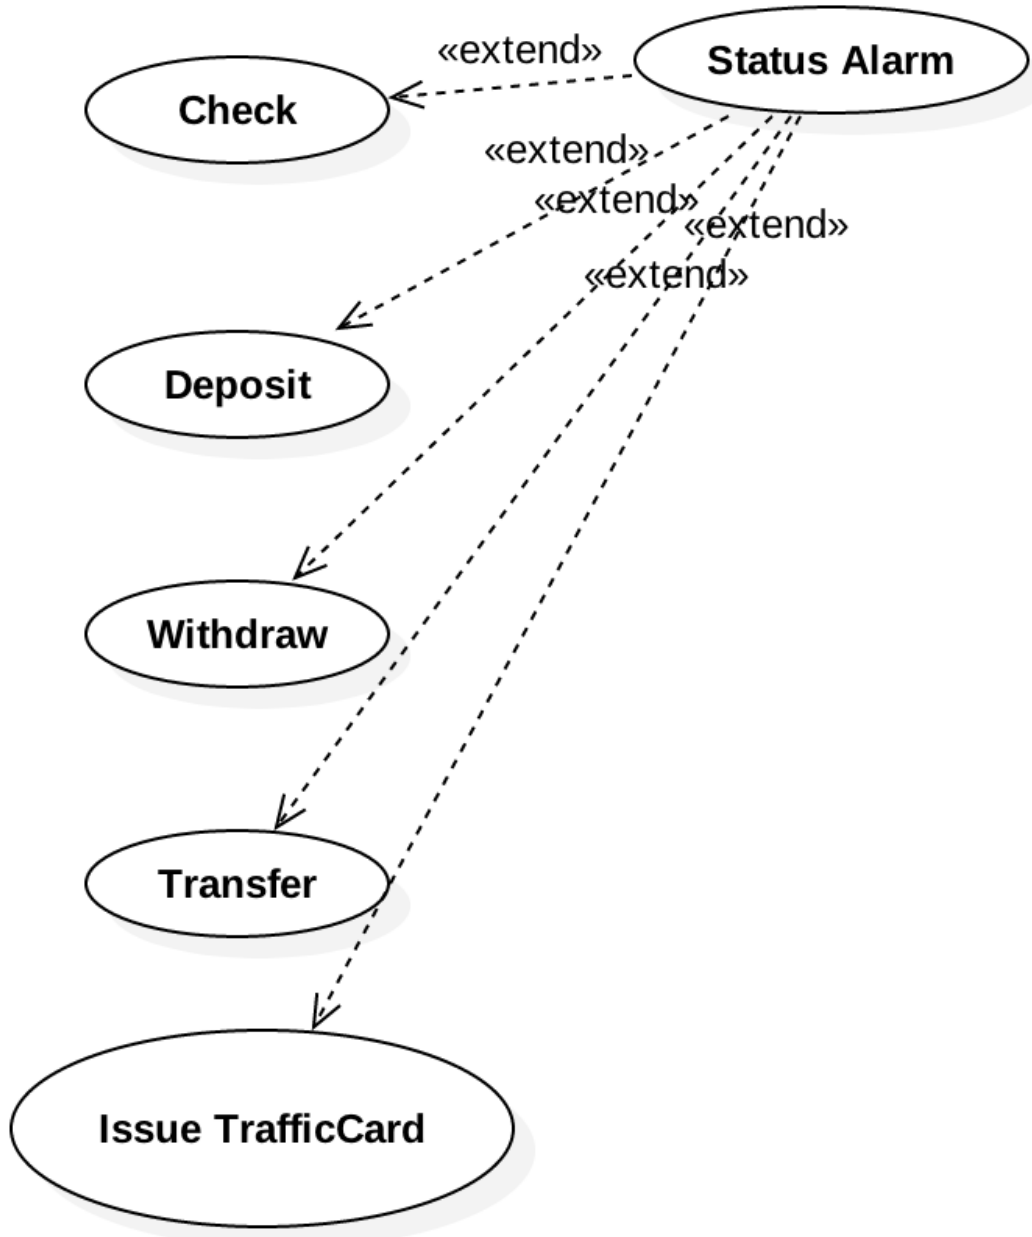 Status Alarm
«extend»
Check
«extend»
«extend»
«extend»
«extend»
Deposit
Withdraw
Transfer
Issue TrafficCard